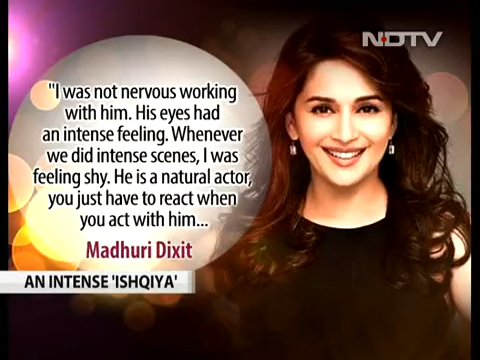 NDTV
"I was not nervous working
with him. His eyes had
an intense feeling. Whenever
we did intense scenes, I was
feeling shy. He is a natural actor,
you just have to react when
you act with him...
Madhuri Dixit
AN INTENSE 'ISHQIYA'